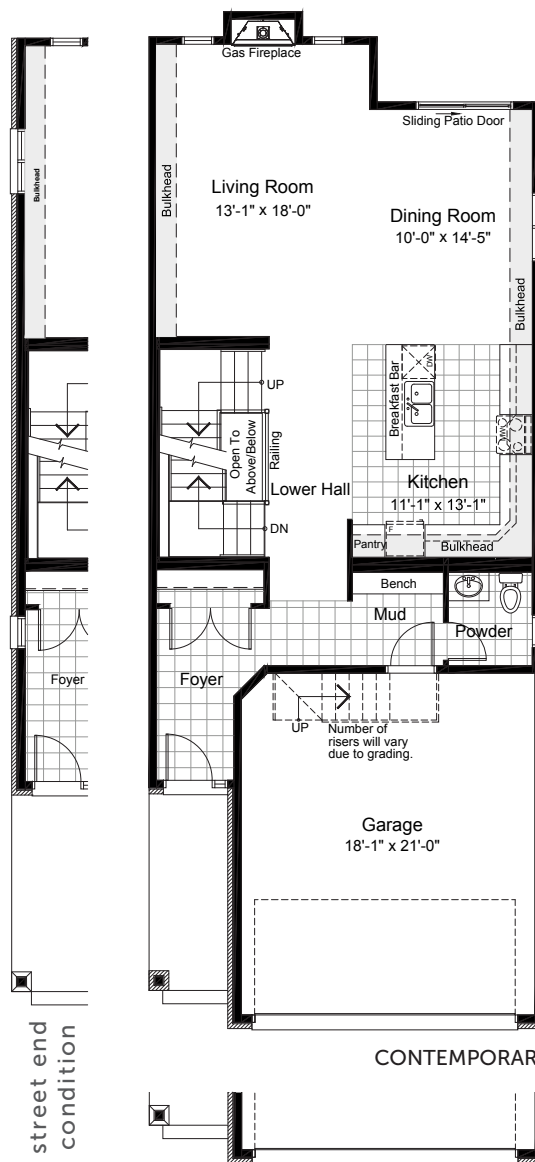 Gas Fireplace
Sliding Patio Door
Bulkhead
Bulkhead
Living Room
13'-1" x 18'-0"
Dining Room
10'-0" x 14'-5"
Bulkhead
UP
Open To
Above/Below
Railing
DN
Lower Hall
Breakfast Bar
DW
Kitchen
11'-1" x 13'-1"
F
Pantry
Bulkhead
Bench
Mud
Powder
Foyer
Foyer
UP
Number of
risers will vary
due to grading.
Garage
18'-1" x 21'-0"
street end
condition
CONTEMPORAR